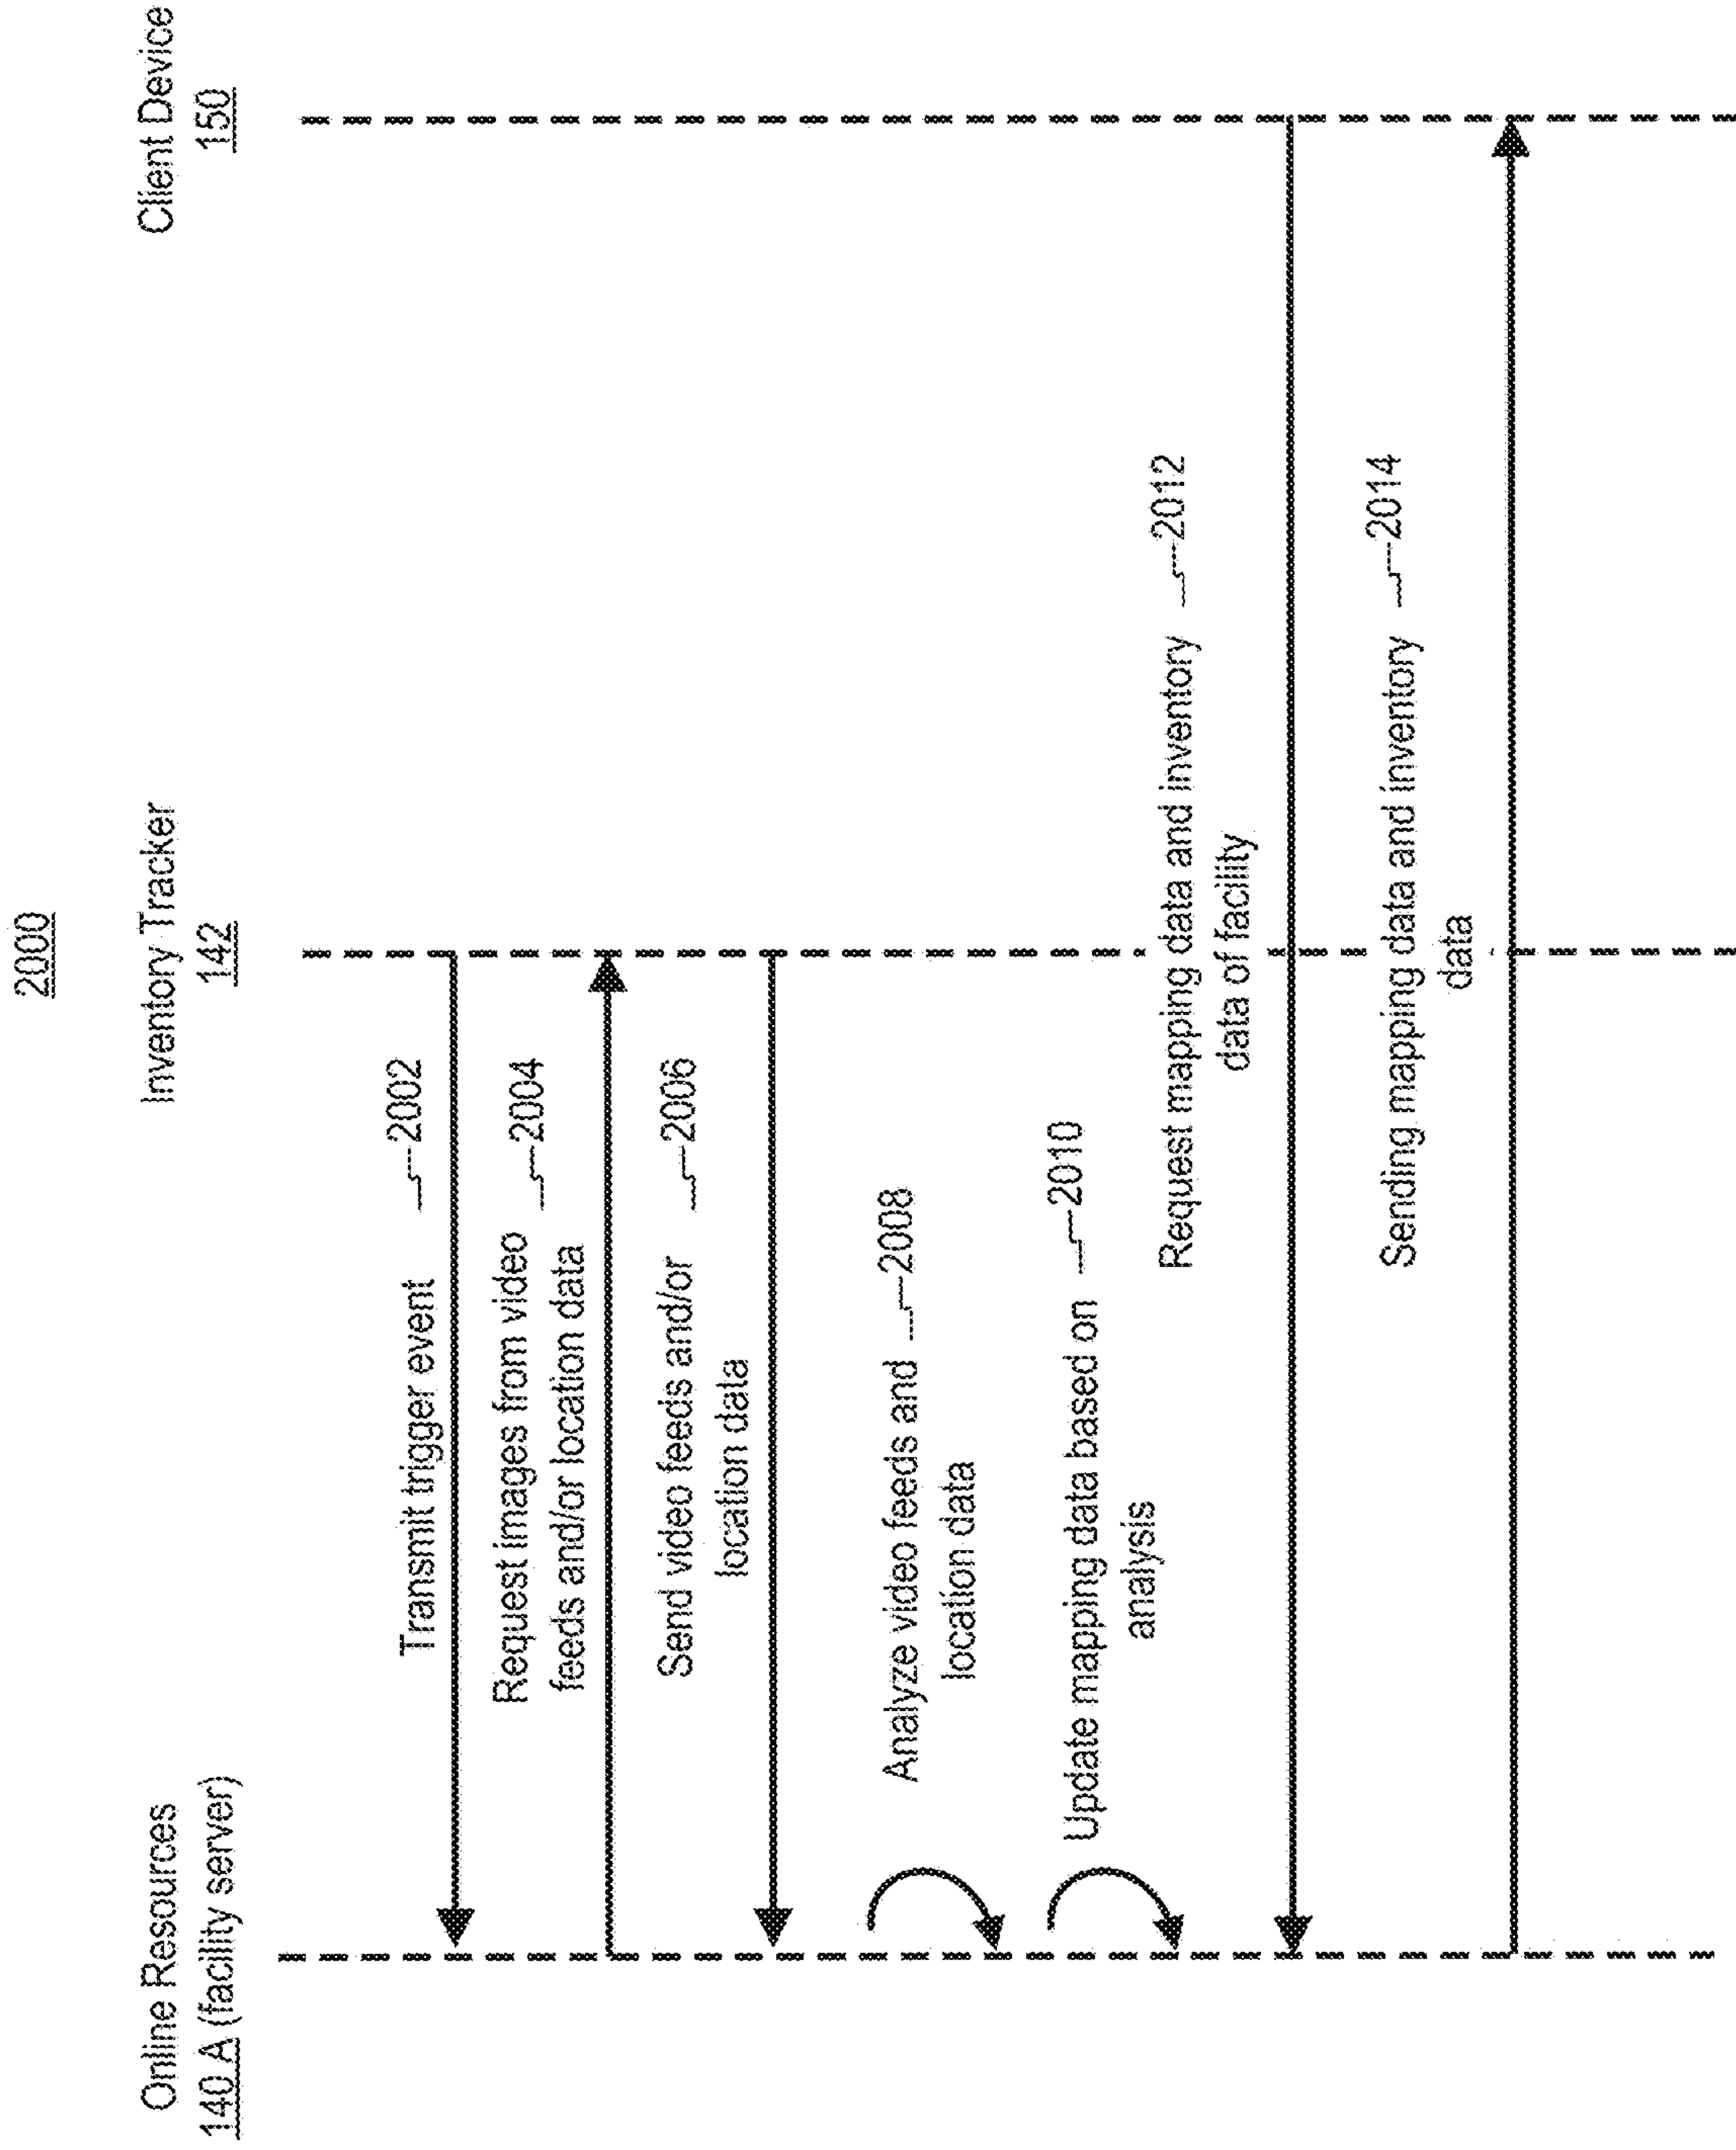 2000
Online Resources
140 A (facility server)
Inventory Tracker
142
Client Device
150
Transmit trigger event
2002
Request images from video
feeds and/or location data
2004
Send video feeds and/or
location data
2006
Analyze video feeds and
location data
2008
Update mapping data based on
analysis
2010
Request mapping data and inventory
data of facility
2012
Sending mapping data and inventory
data
2014